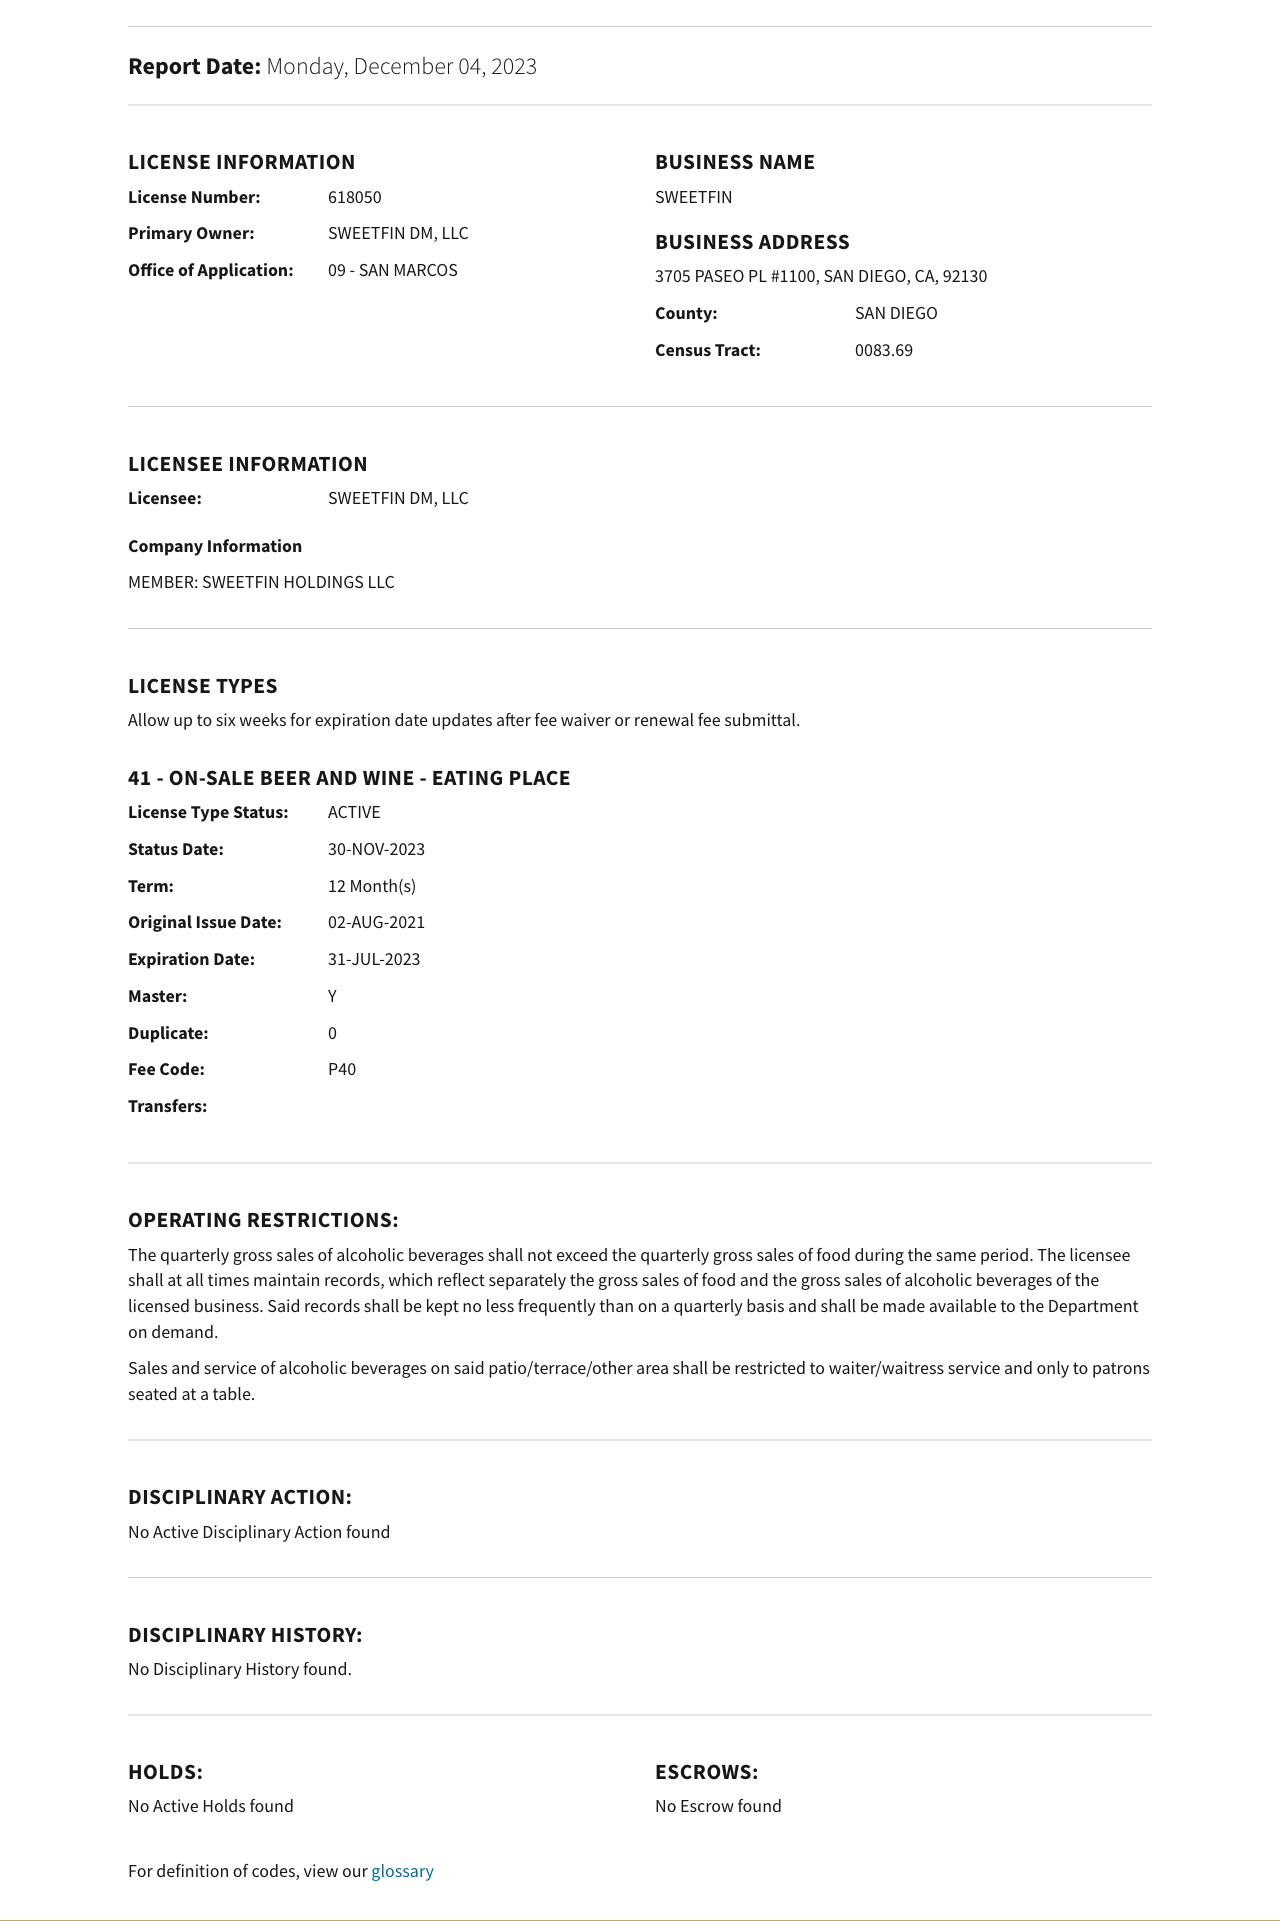 Report Date: Monday, December 04, 2023
LICENSE INFORMATION
License Number: 618050
Primary Owner: SWEETFIN DM, LLC
Office of Application: 09 - SAN MARCOS
BUSINESS NAME
SWEETFIN
BUSINESS ADDRESS
3705 PASEO PL #1100, SAN DIEGO, CA, 92130
County: SAN DIEGO
Census Tract: 0083.69
LICENSEE INFORMATION
Licensee: SWEETFIN DM, LLC
Company Information
MEMBER: SWEETFIN HOLDINGS LLC
LICENSE TYPES
Allow up to six weeks for expiration date updates after fee waiver or renewal fee submittal.
41 - ON-SALE BEER AND WINE - EATING PLACE
License Type Status: ACTIVE
Status Date: 30-NOV-2023
Term: 12 Month(s)
Original Issue Date: 02-AUG-2021
Expiration Date: 31-JUL-2023
Master: Y
Duplicate: 0
Fee Code: P40
Transfers:
OPERATING RESTRICTIONS:
The quarterly gross sales of alcoholic beverages shall not exceed the quarterly gross sales of food during the same period. The licensee
shall at all times maintain records, which reflect separately the gross sales of food and the gross sales of alcoholic beverages of the
licensed business. Said records shall be kept no less frequently than on a quarterly basis and shall be made available to the Department
on demand.
Sales and service of alcoholic beverages on said patio/terrace/other area shall be restricted to waiter/waitress service and only to patrons
seated at a table.
DISCIPLINARY ACTION:
No Active Disciplinary Action found
DISCIPLINARY HISTORY:
No Disciplinary History found.
HOLDS:
No Active Holds found
ESCROWS:
No Escrow found
For definition of codes, view our glossary